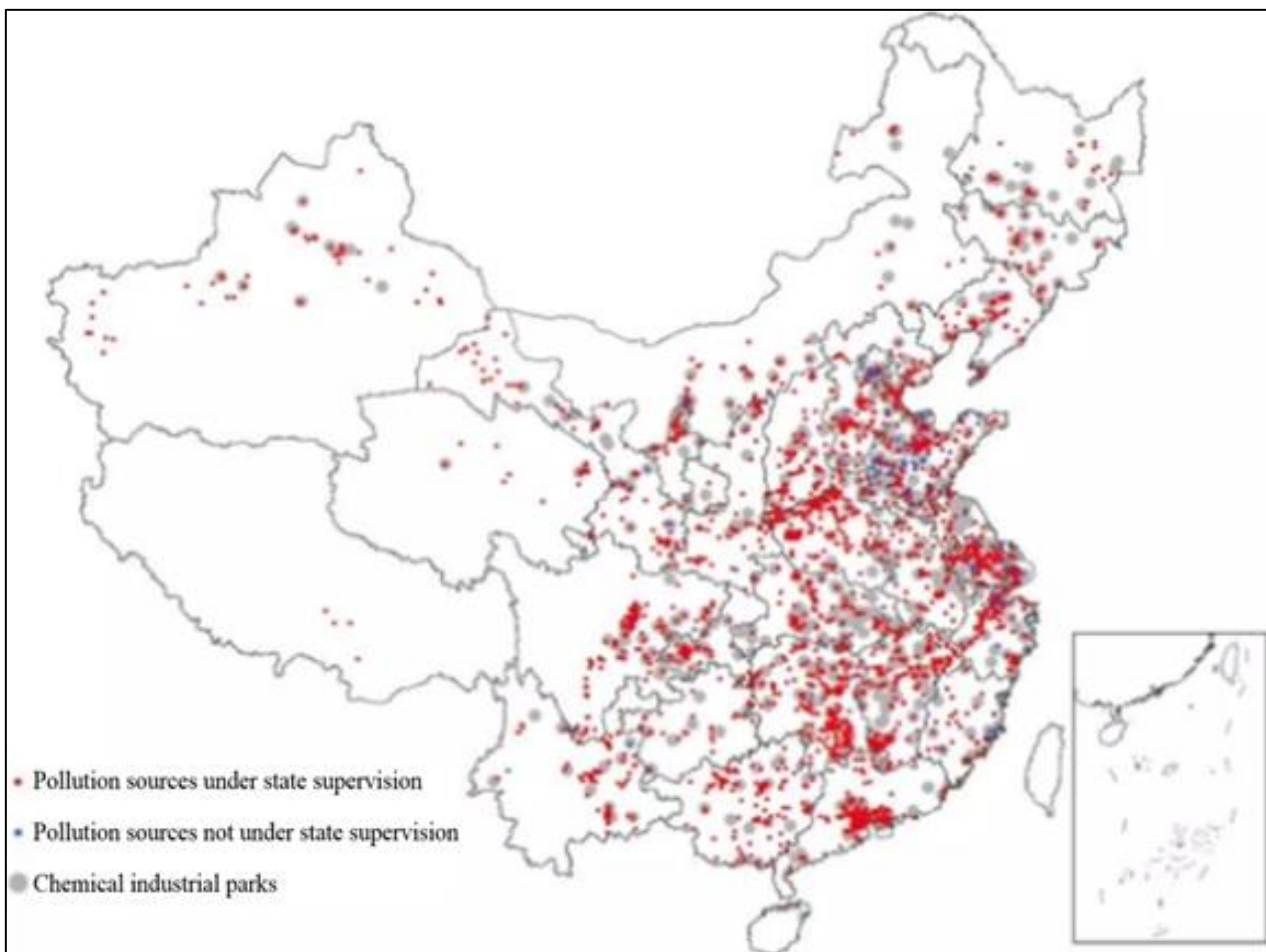 Pollution sources under state supervision
Pollution sources not under state supervision
Chemical industrial parks